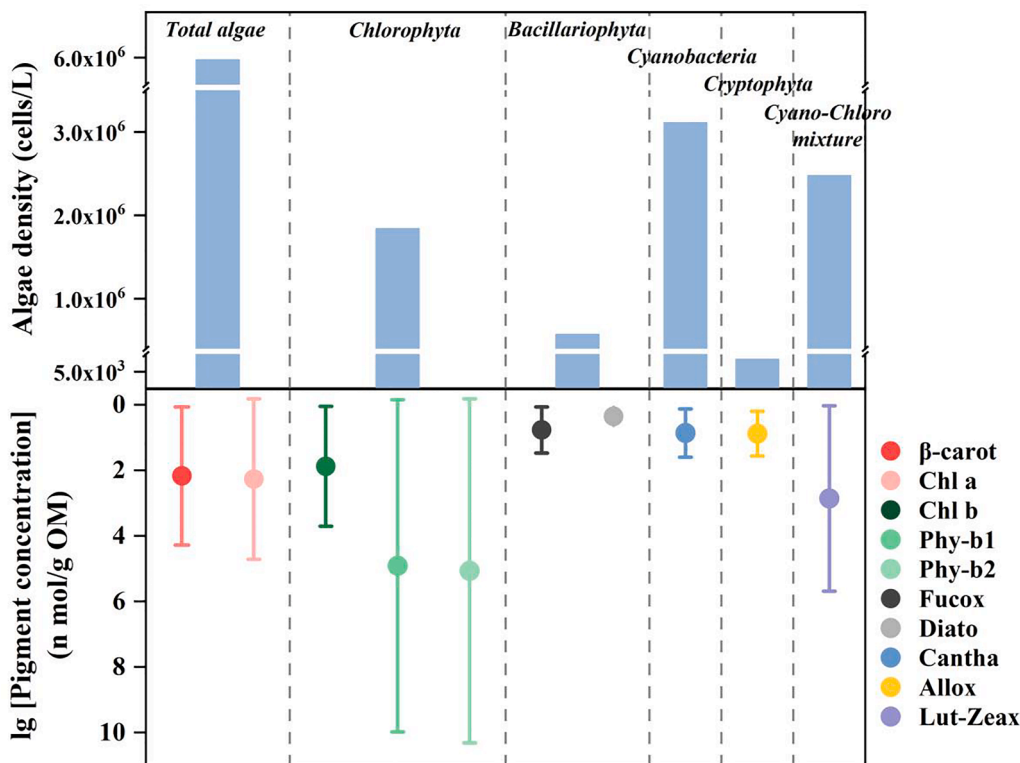 Total algae
Chlorophyta
Bacillariophyta
Cyanobacteria
Cryptophyta
Cyano-Chloro
mixture
Algae density (cells/L)
6.0x10⁶
3.0x10⁶
2.0x10⁶
1.0x10⁶
5.0x10³
lg [Pigment concentration]
(n mol/g OM)
0
2
4
6
8
10
β-carot
Chl a
Chl b
Phy-b1
Phy-b2
Fucox
Diato
Cantha
Allox
Lut-Zeax